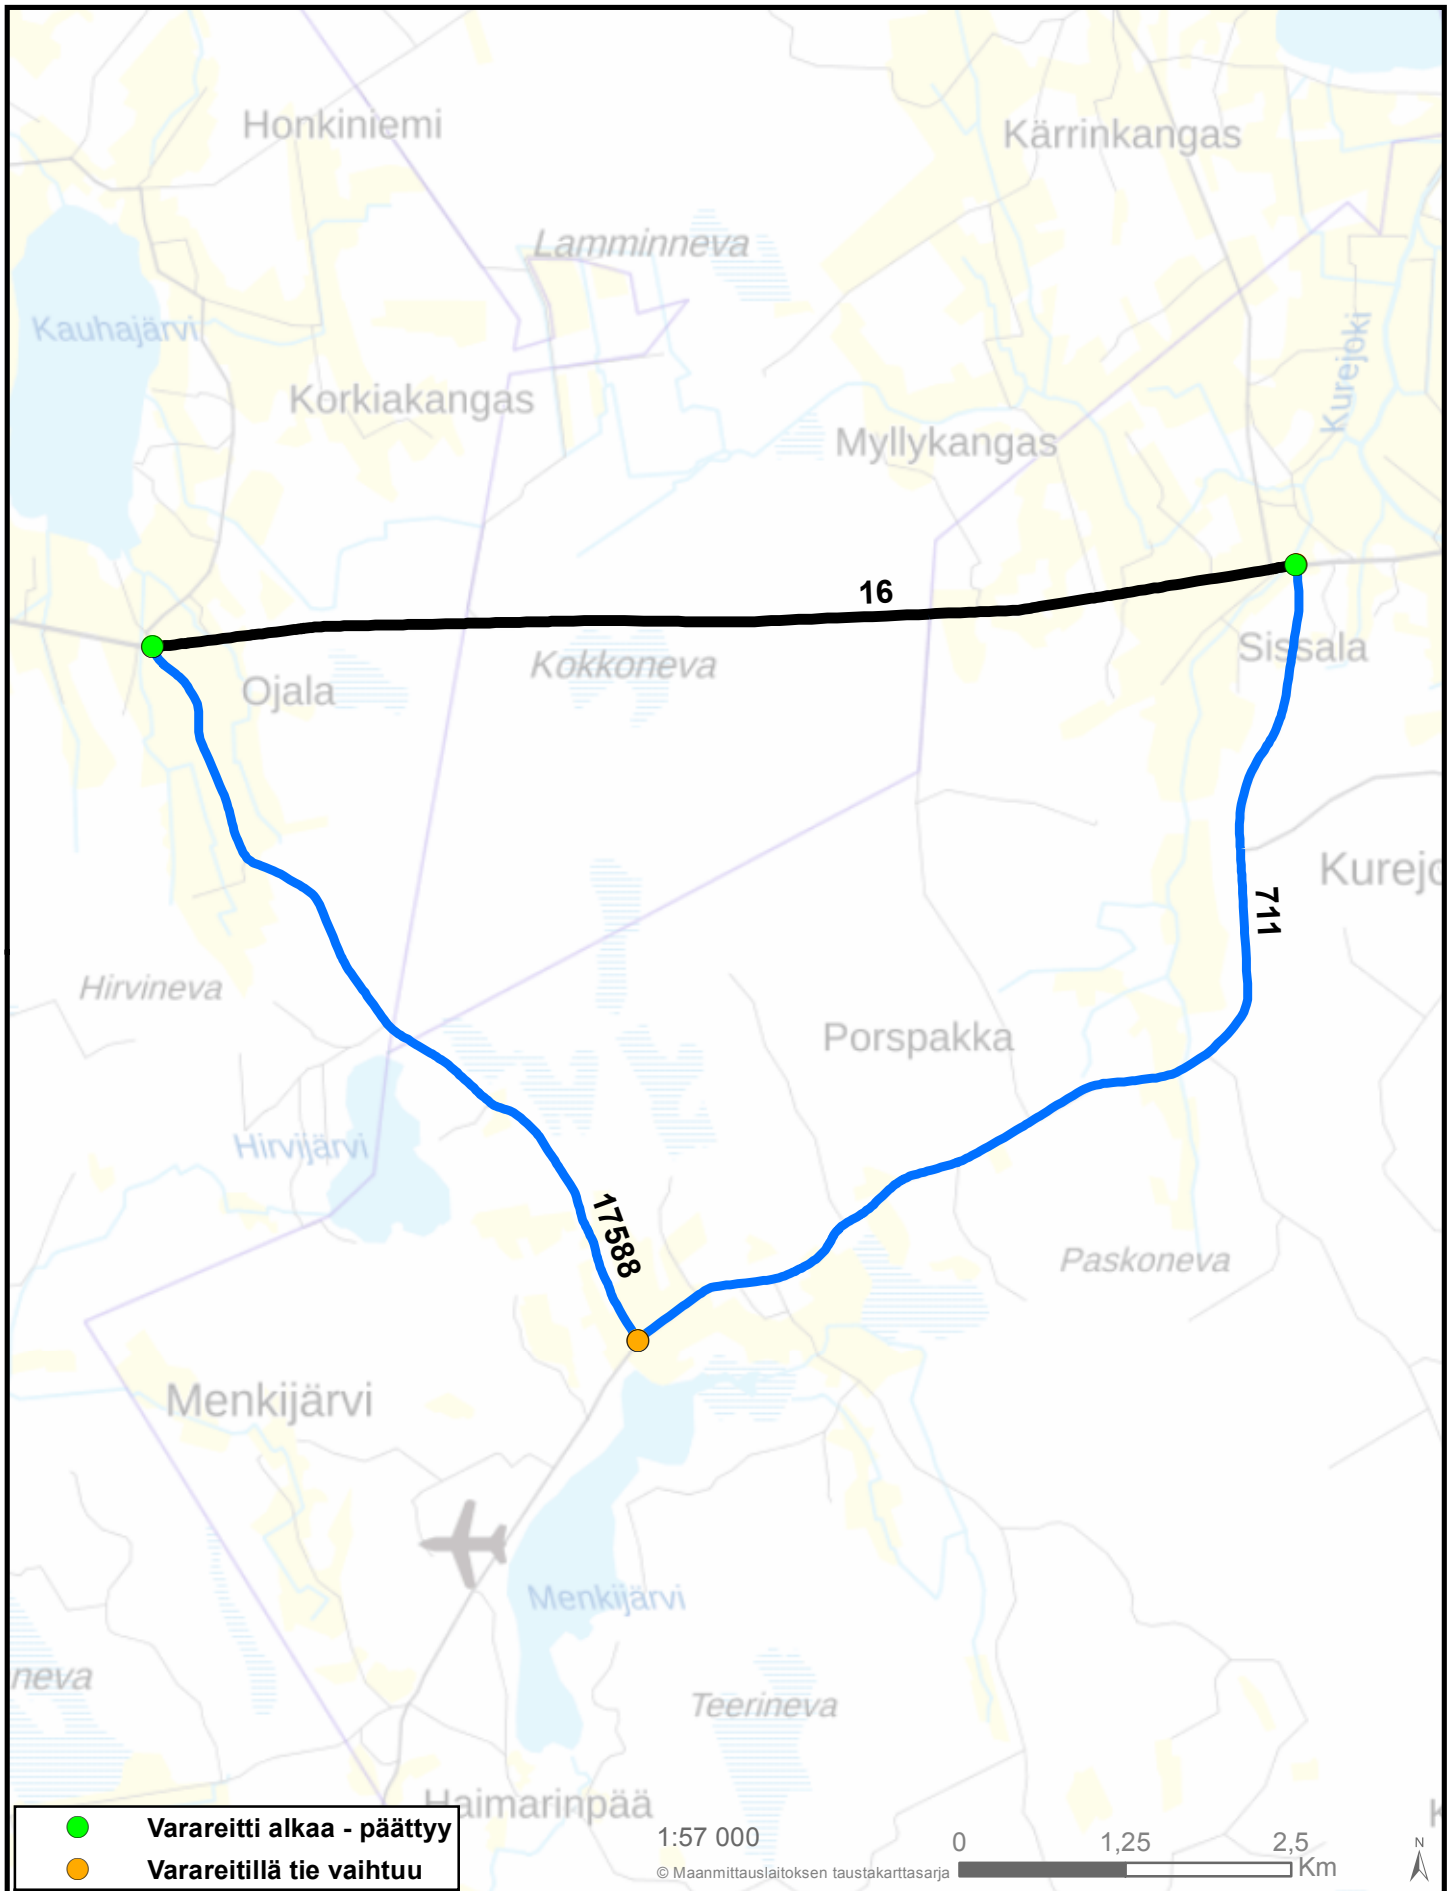 Honkiniemi
Kärrinkangas
Lamminneva
Kauhajärvi
Kurejoki
Korkiakangas
Myllykangas
16
Sissala
Kokkoneva
Ojala
Kurejo
711
Hirvineva
Porspakka
Hirvijärvi
17588
Paskoneva
Menkijärvi
Menkijärvi
neva
Teerineva
Haimarinpää
Varareitti alkaa - päättyy
Varareitillä tie vaihtuu
1:57 000
© Maanmittauslaitoksen taustakarttasarja
0 1,25 2,5
Km
N